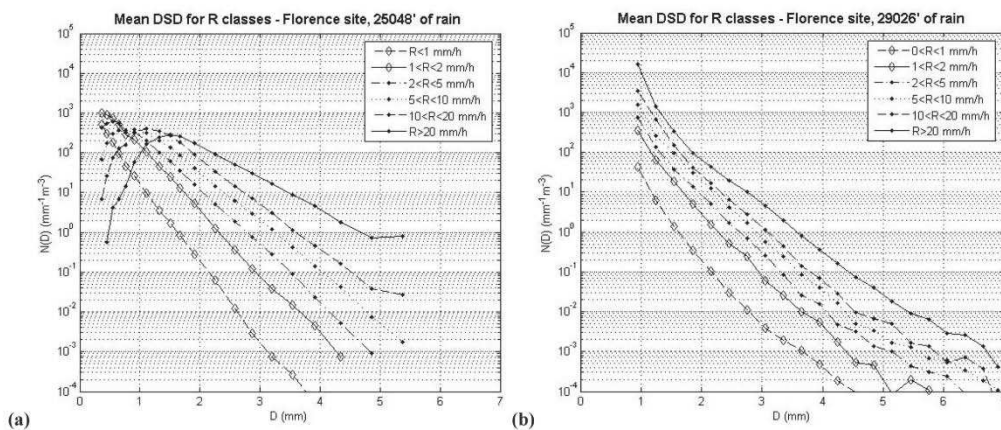 Mean DSD for R classes - Florence site, 25048' of rain
10^5
10^4
10^3
10^2
10^1
10^0
10^-1
10^-2
10^-3
10^-4
N(D) (mm^-1 m^-3)
R<1 mm/h
1<R<2 mm/h
2<R<5 mm/h
5<R<10 mm/h
10<R<20 mm/h
R>20 mm/h
0 1 2 3 4 5 6 7
D (mm)
(a)
Mean DSD for R classes - Florence site, 29026' of rain
10^5
10^4
10^3
10^2
10^1
10^0
10^-1
10^-2
10^-3
10^-4
N(D) (mm^-1 m^-3)
0<R<1 mm/h
1<R<2 mm/h
2<R<5 mm/h
5<R<10 mm/h
10<R<20 mm/h
R>20 mm/h
0 1 2 3 4 5 6 7
D (mm)
(b)